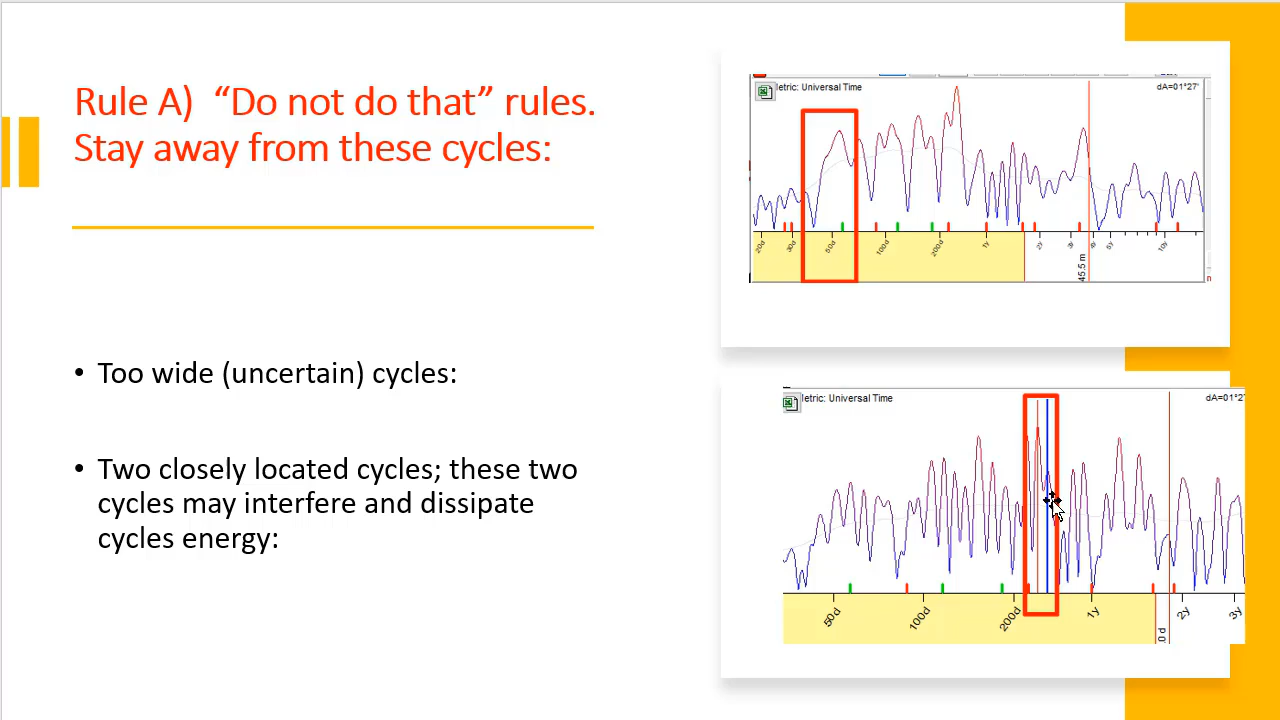 Rule A) “Do not do that” rules.
Stay away from these cycles:
• Too wide (uncertain) cycles:
• Two closely located cycles; these two
cycles may interfere and dissipate
cycles energy:
etric: Universal Time
dA=01°27'
20d 30d 50d 100d 200d 1y 2y 3y 5y 10y
45.5 m
etric: Universal Time
dA=01°2
50d 100d 200d 1y 2y 3y
.0 d